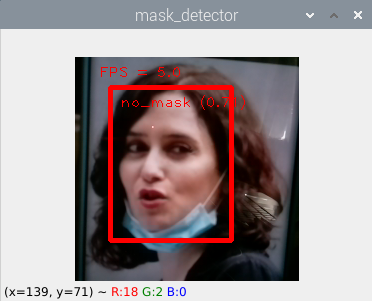 mask_detector
FPS = 5.
no_mask (0.
(x=139, y=71) ~ R:18 G:2 B:0